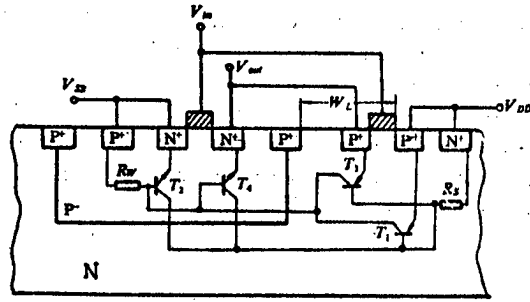 V_in
V_out
V_SS
W_L
V_DD
P+ P+ N+ N+ P+ P+ P+ N+
R_W T_2 T_4 T_3 R_S
P- T_1
N